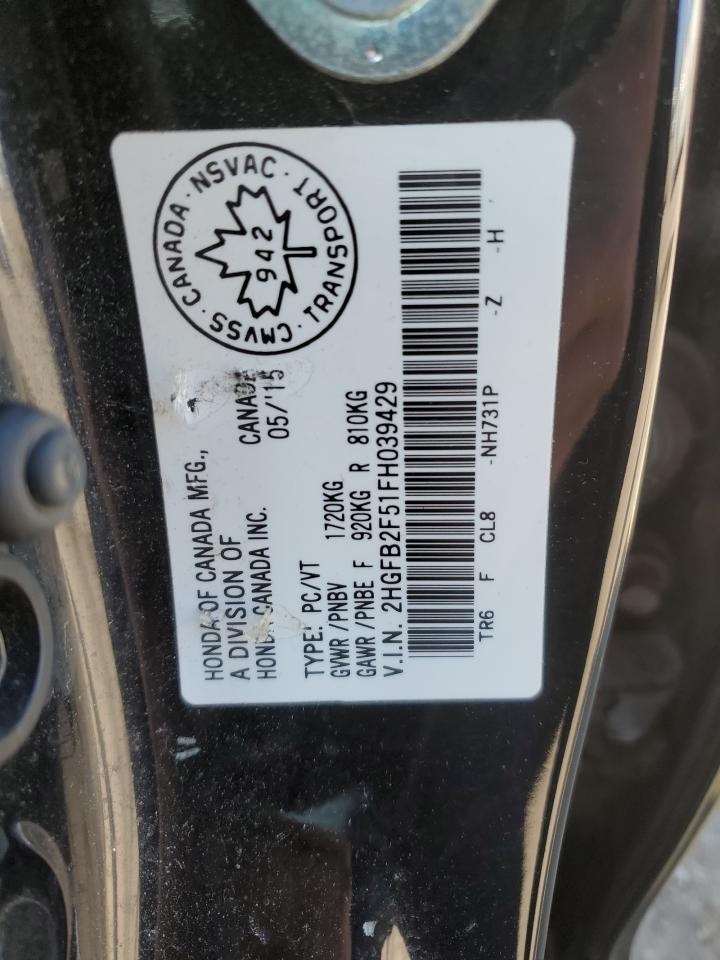 HONDA OF CANADA MFG.,
A DIVISION OF
HONDA CANADA INC.
CANADA
05/'15
TYPE: PC/VT
GVWR /PNBV 1720KG
GAWR /PNBE F 920KG R 810KG
V.I.N. 2HGFB2F51FH039429
TR6 F CL8 -NH731P -Z -H
CMVSS · CANADA · NSVAC · TRANSPORT ·
942